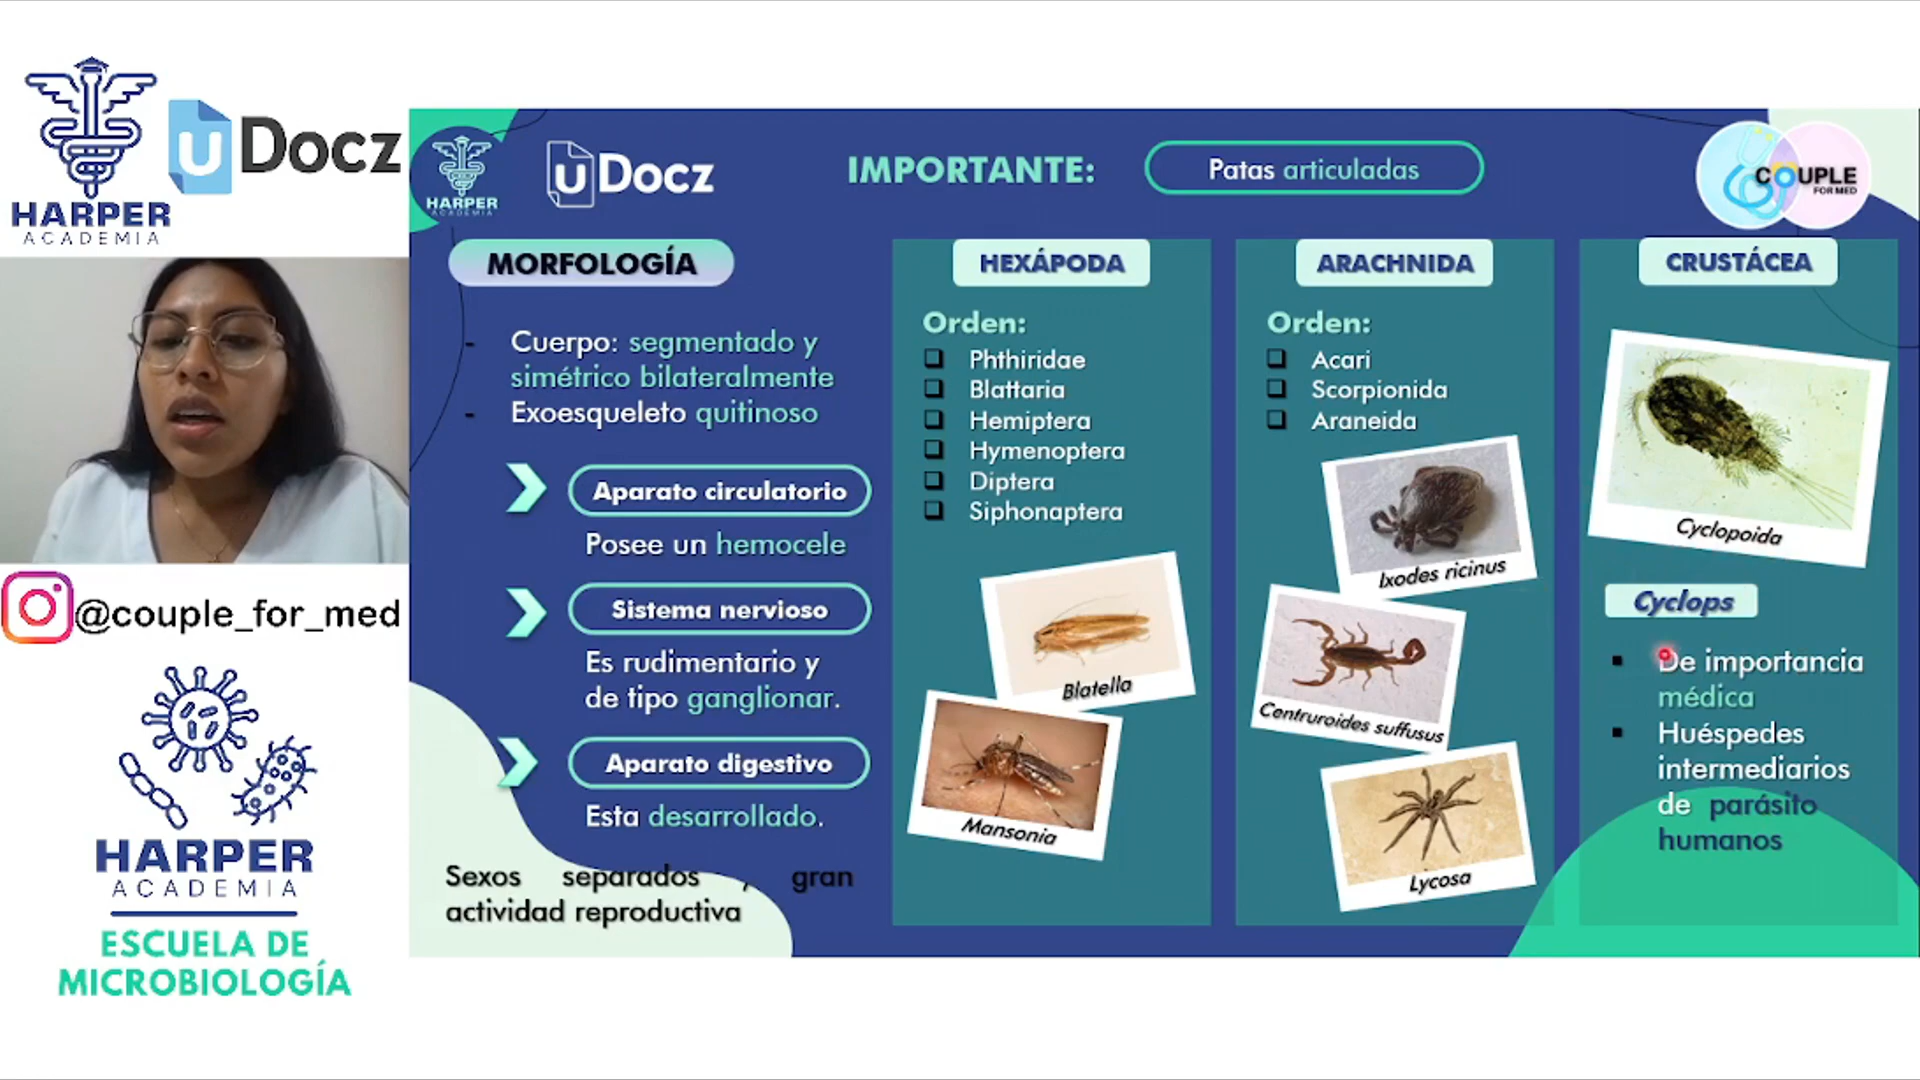 HARPER
ACADEMIA
u Docz
@couple_for_med
HARPER
ACADEMIA
ESCUELA DE
MICROBIOLOGÍA
HARPER
ACADEMIA
u Docz
IMPORTANTE:
Patas articuladas
COUPLE
FOR MED
MORFOLOGÍA
- Cuerpo: segmentado y
simétrico bilateralmente
- Exoesqueleto quitinoso
Aparato circulatorio
Posee un hemocele
Sistema nervioso
Es rudimentario y
de tipo ganglionar.
Aparato digestivo
Esta desarrollado.
Sexos separados y gran
actividad reproductiva
HEXÁPODA
Orden:
Phthiridae
Blattaria
Hemiptera
Hymenoptera
Diptera
Siphonaptera
Blatella
Mansonia
ARACHNIDA
Orden:
Acari
Scorpionida
Araneida
Ixodes ricinus
Centruroides suffusus
Lycosa
CRUSTÁCEA
Cyclopoida
Cyclops
De importancia
médica
Huéspedes
intermediarios
de parásito
humanos